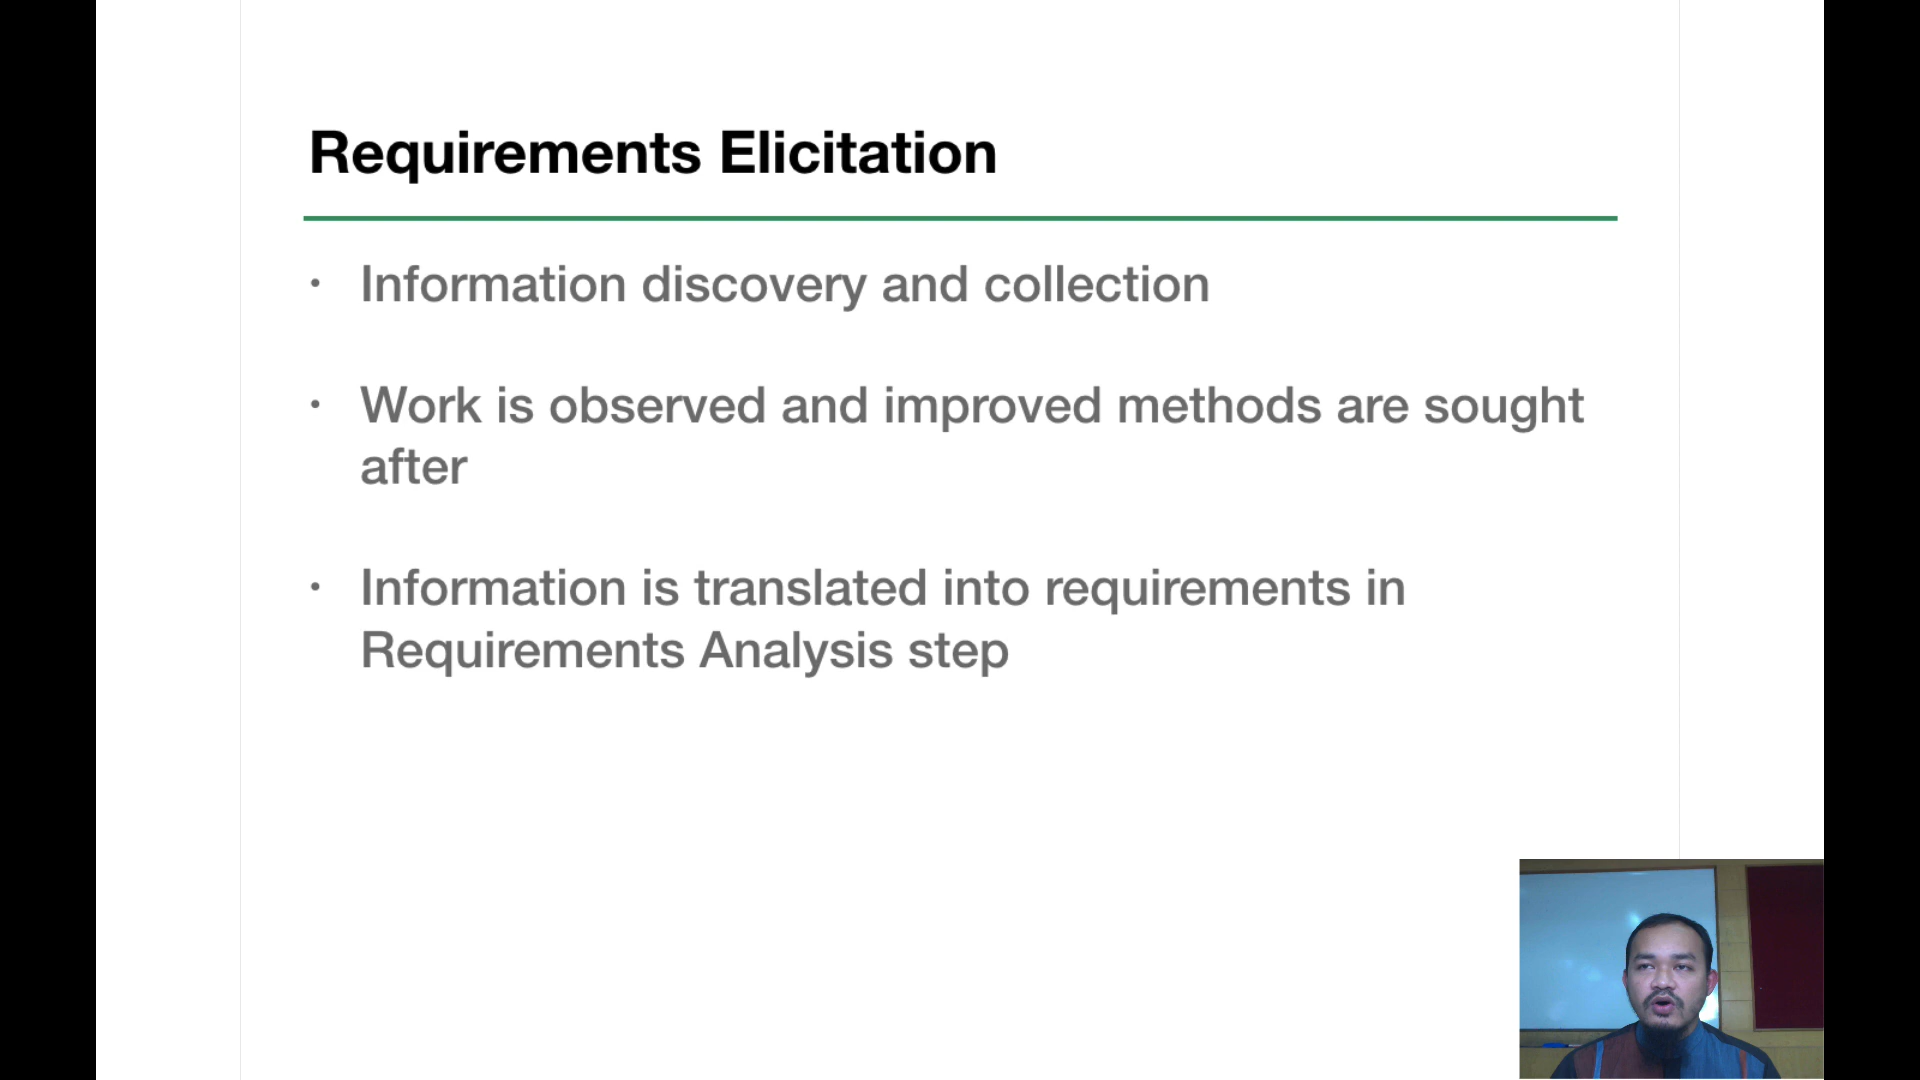 Requirements Elicitation
• Information discovery and collection
• Work is observed and improved methods are sought
after
• Information is translated into requirements in
Requirements Analysis step